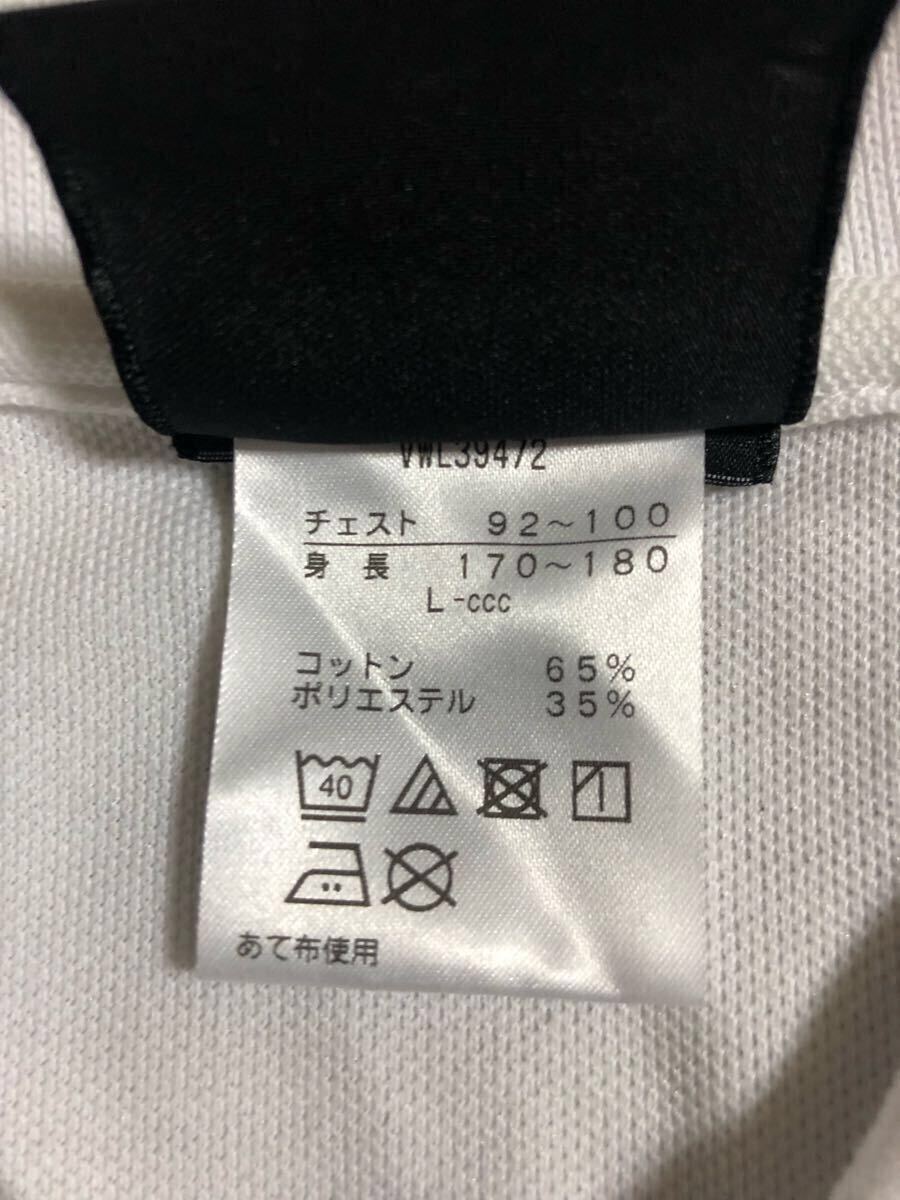 VWL39472
チェスト 92〜100
身長 170〜180
L-ccc
コットン 65%
ポリエステル 35%
40
あて布使用